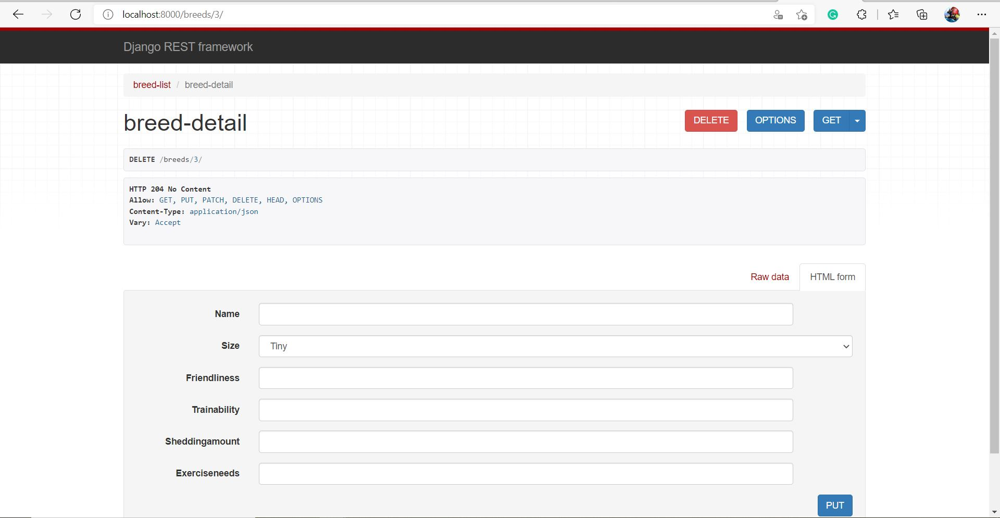 localhost:8000/breeds/3/
Django REST framework
breed-list / breed-detail
breed-detail
DELETE
OPTIONS
GET
DELETE /breeds/3/
HTTP 204 No Content
Allow: GET, PUT, PATCH, DELETE, HEAD, OPTIONS
Content-Type: application/json
Vary: Accept
Raw data
HTML form
Name
Size
Tiny
Friendliness
Trainability
Sheddingamount
Exerciseneeds
PUT